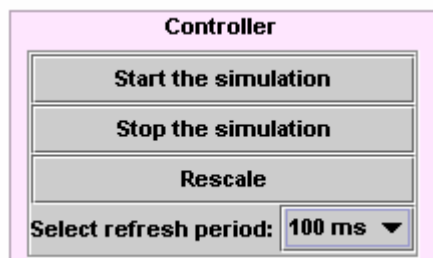 Controller
Start the simulation
Stop the simulation
Rescale
Select refresh period: 100 ms